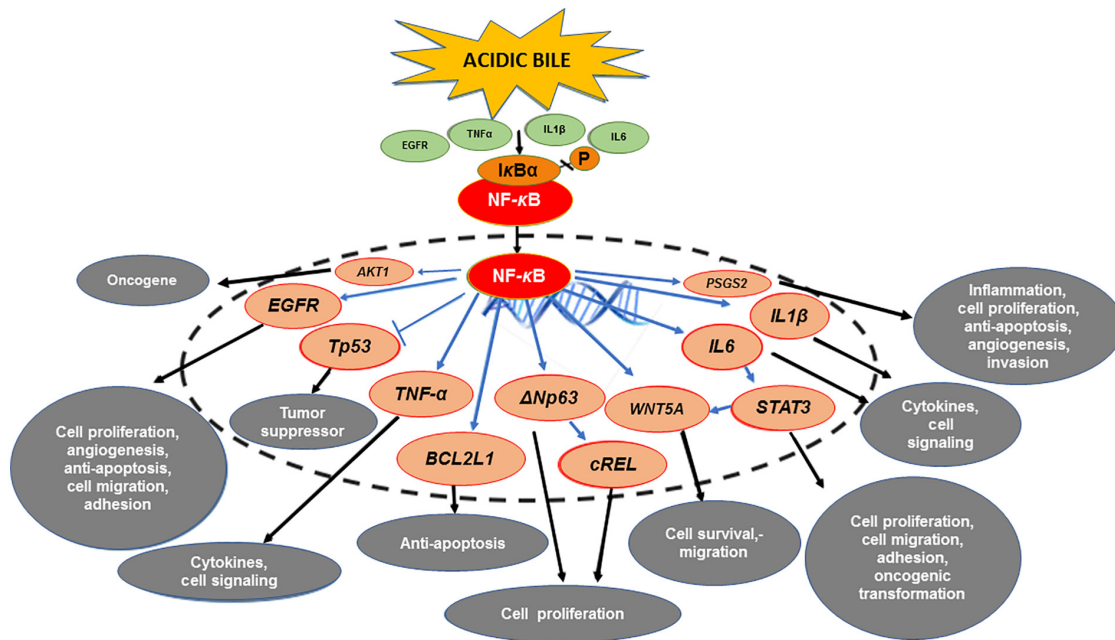 ACIDIC BILE
EGFR
TNFα
IL1β
IL6
P
IκBα
NF-κB
NF-κB
AKT1
PSGS2
Oncogene
EGFR
IL1β
Inflammation,
cell proliferation,
anti-apoptosis,
angiogenesis,
invasion
Tp53
IL6
TNF-α
ΔNp63
WNT5A
STAT3
Tumor
suppressor
Cytokines,
cell
signaling
Cell proliferation,
angiogenesis,
anti-apoptosis,
cell migration,
adhesion
BCL2L1
cREL
Anti-apoptosis
Cell survival,-
migration
Cell proliferation,
cell migration,
adhesion,
oncogenic
transformation
Cytokines,
cell signaling
Cell proliferation